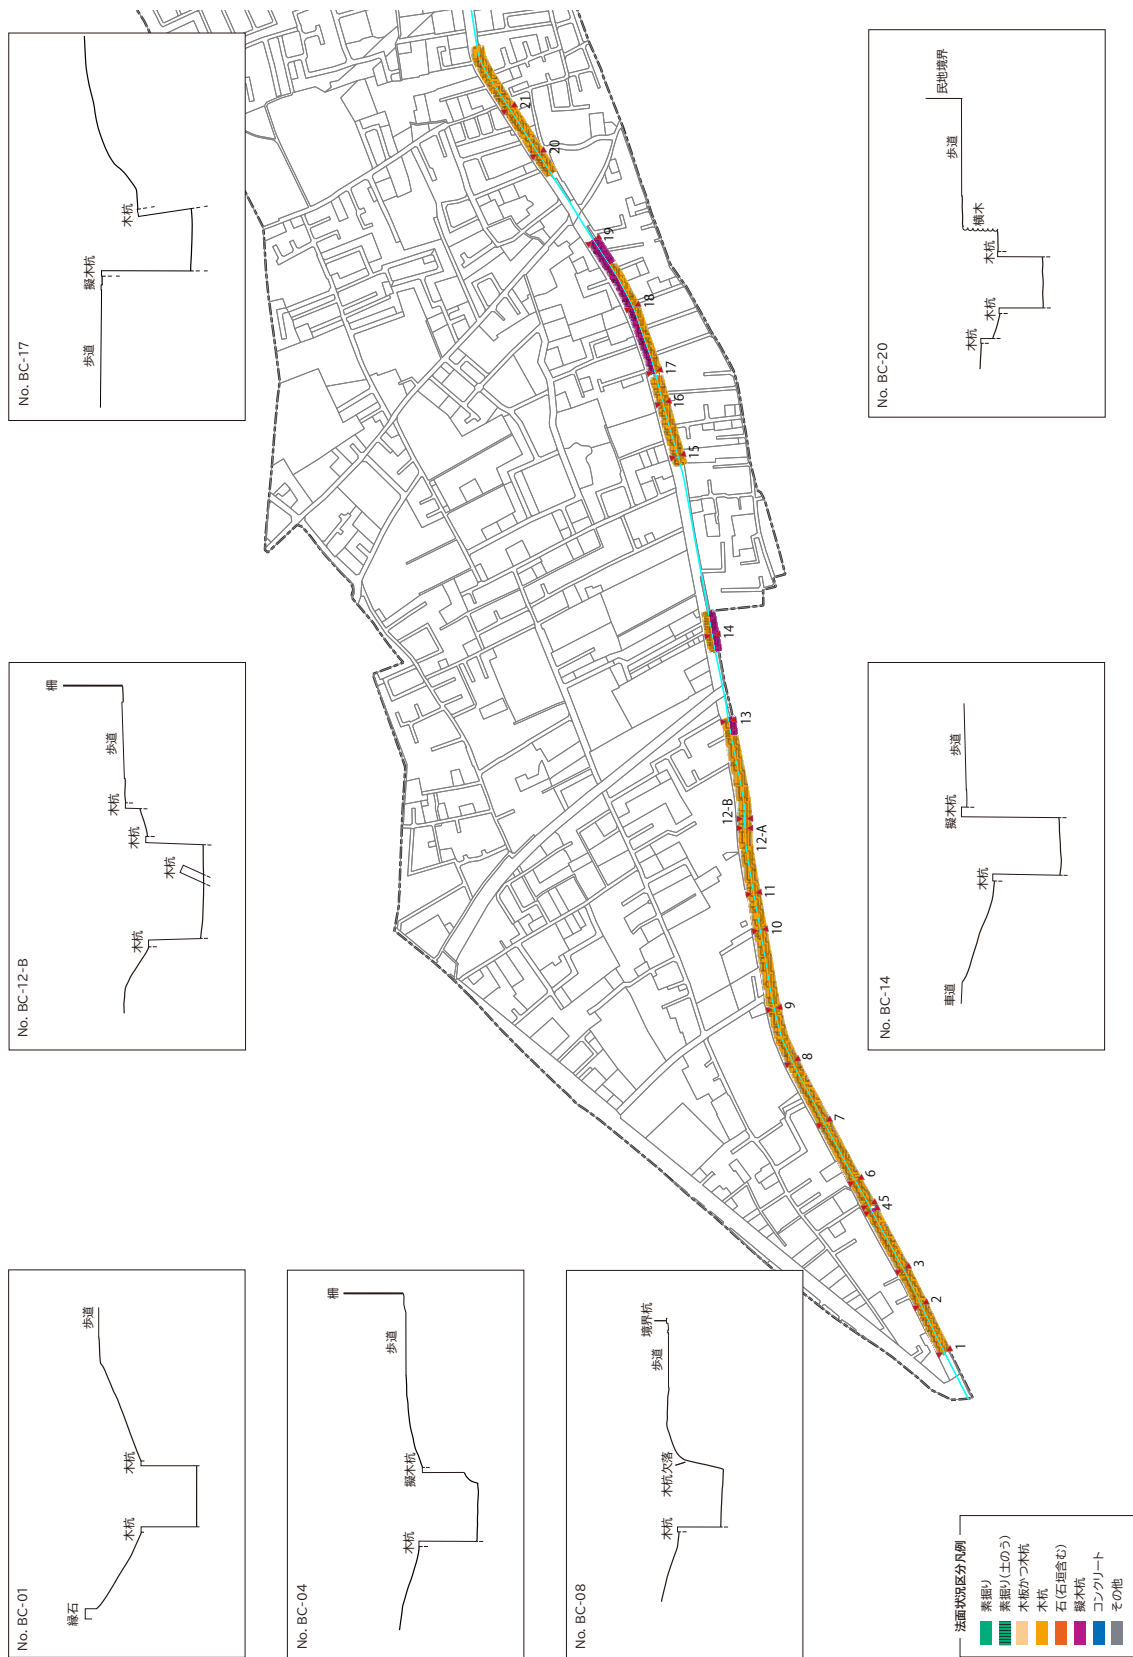 No. BC-01
縁石
木杭
木杭
歩道
No. BC-04
木杭
擬木杭
歩道
柵
No. BC-08
木杭
木杭欠落
歩道
境界杭
No. BC-12-B
木杭
木杭
木杭
木杭
歩道
柵
No. BC-17
歩道
擬木杭
木杭
No. BC-14
車道
木杭
擬木杭
歩道
No. BC-20
木杭
木杭
木杭
横木
歩道
民地境界
1
2
3
4
5
6
7
8
9
10
11
12-A
12-B
13
14
15
16
17
18
19
20
21
法面状況区分凡例
素掘り
素掘り(土のう)
木板かつ木杭
木杭
石(石垣含む)
擬木杭
コンクリート
その他